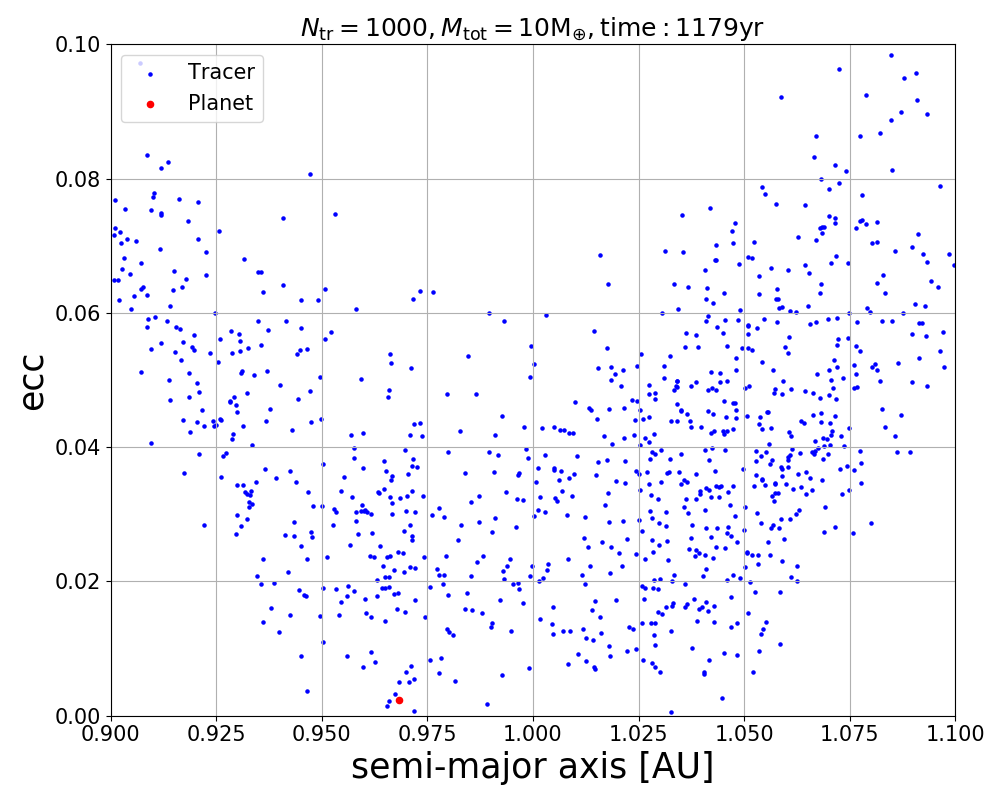 N_tr = 1000, M_tot = 10M_⊕, time : 1179yr
0.10
Tracer
Planet
0.08
0.06
0.04
0.02
0.00
ecc
0.900 0.925 0.950 0.975 1.000 1.025 1.050 1.075 1.100
semi-major axis [AU]